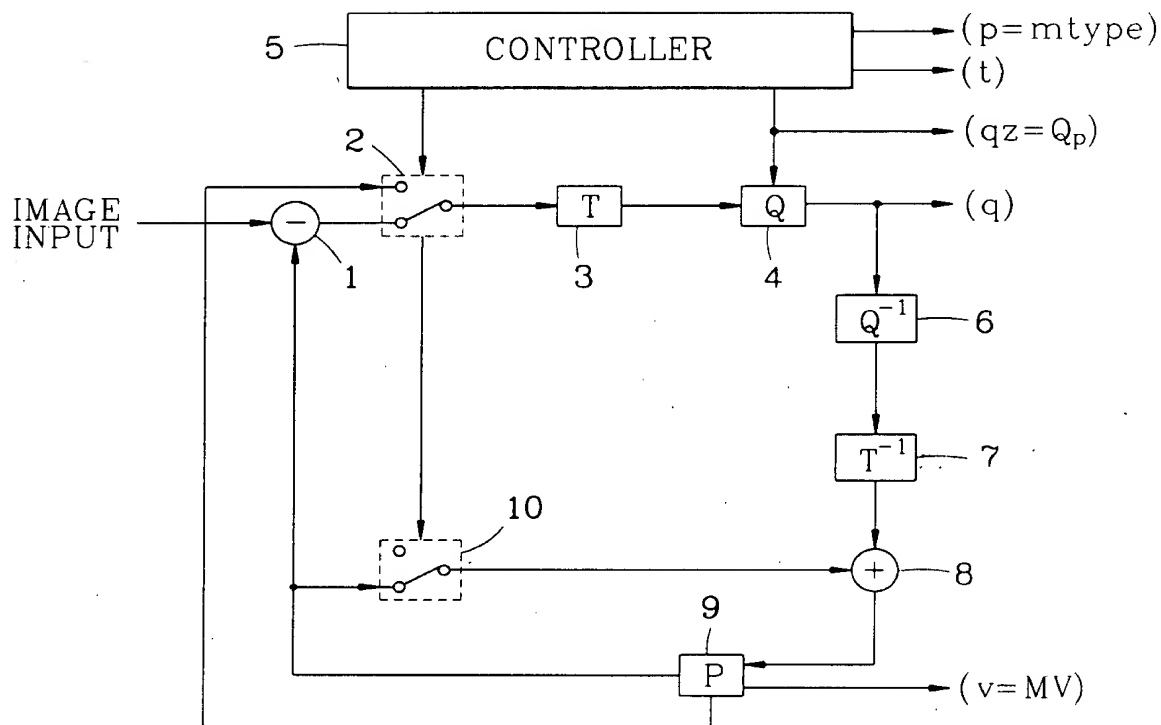 CONTROLLER
5
(p=mtype)
(t)
(qz=Qp)
2
IMAGE
INPUT
−
1
T
3
Q
4
(q)
Q⁻¹
6
T⁻¹
7
10
+
8
9
P
(v=MV)